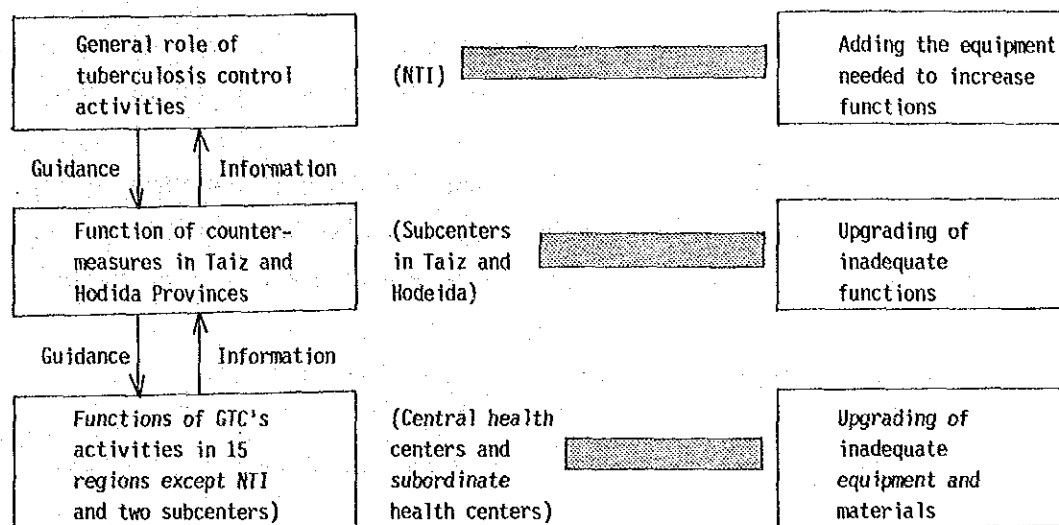 General role of
tuberculosis control
activities
(NTI)
Adding the equipment
needed to increase
functions
Guidance
Information
Function of counter-
measures in Taiz and
Hodida Provinces
(Subcenters
in Taiz and
Hodeida)
Upgrading of
inadequate
functions
Guidance
Information
Functions of GTC's
activities in 15
regions except NTI
and two subcenters)
(Central health
centers and
subordinate
health centers)
Upgrading of
inadequate
equipment and
materials